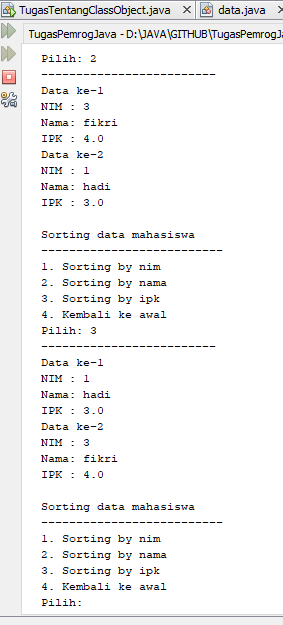 TugasTentangClassObject.java data.java
TugasPemrogJava - D:\JAVA\GITHUB\TugasPemrogJa
Pilih: 2
-------------------------
Data ke-1
NIM : 3
Nama: fikri
IPK : 4.0
Data ke-2
NIM : 1
Nama: hadi
IPK : 3.0
Sorting data mahasiswa
--------------------------
1. Sorting by nim
2. Sorting by nama
3. Sorting by ipk
4. Kembali ke awal
Pilih: 3
-------------------------
Data ke-1
NIM : 1
Nama: hadi
IPK : 3.0
Data ke-2
NIM : 3
Nama: fikri
IPK : 4.0
Sorting data mahasiswa
--------------------------
1. Sorting by nim
2. Sorting by nama
3. Sorting by ipk
4. Kembali ke awal
Pilih: